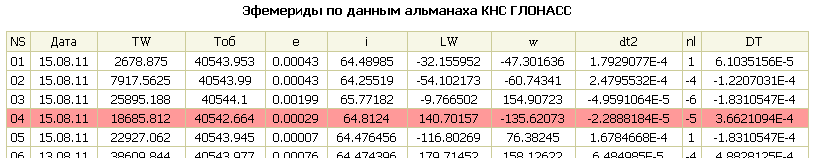 Эфемериды по данным альманаха КНС ГЛОНАСС
NS Дата TW Тоб e i LW w dt2 nl DT
01 15.08.11 2678.875 40543.953 0.00043 64.48985 -32.155952 -47.301636 1.7929077E-4 1 6.1035156E-5
02 15.08.11 7917.5625 40543.99 0.00043 64.25519 -54.102173 -60.74341 2.4795532E-4 -4 -1.2207031E-4
03 15.08.11 25895.188 40544.1 0.00199 65.77182 -9.766502 154.90723 -4.9591064E-5 -6 -1.8310547E-4
04 15.08.11 18685.812 40542.664 0.00029 64.8124 140.70157 -135.62073 -2.2888184E-5 -5 3.6621094E-4
05 15.08.11 22927.062 40543.945 0.00007 64.476456 -116.80269 76.38245 1.6784668E-4 1 -1.8310547E-4
06 13.08.11 38609.844 40543.977 0.00076 64.474396 179.71452 158.12622 6.484985E-5 -4 4.8828125E-4